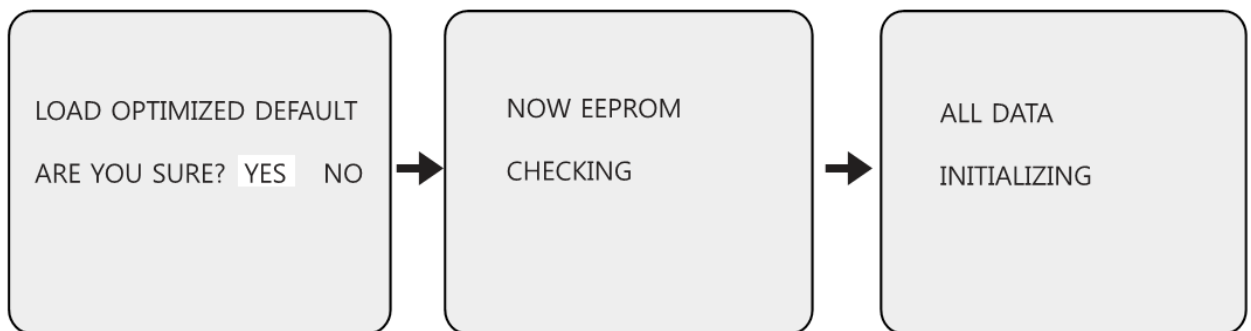 LOAD OPTIMIZED DEFAULT
ARE YOU SURE? YES NO
NOW EEPROM
CHECKING
ALL DATA
INITIALIZING